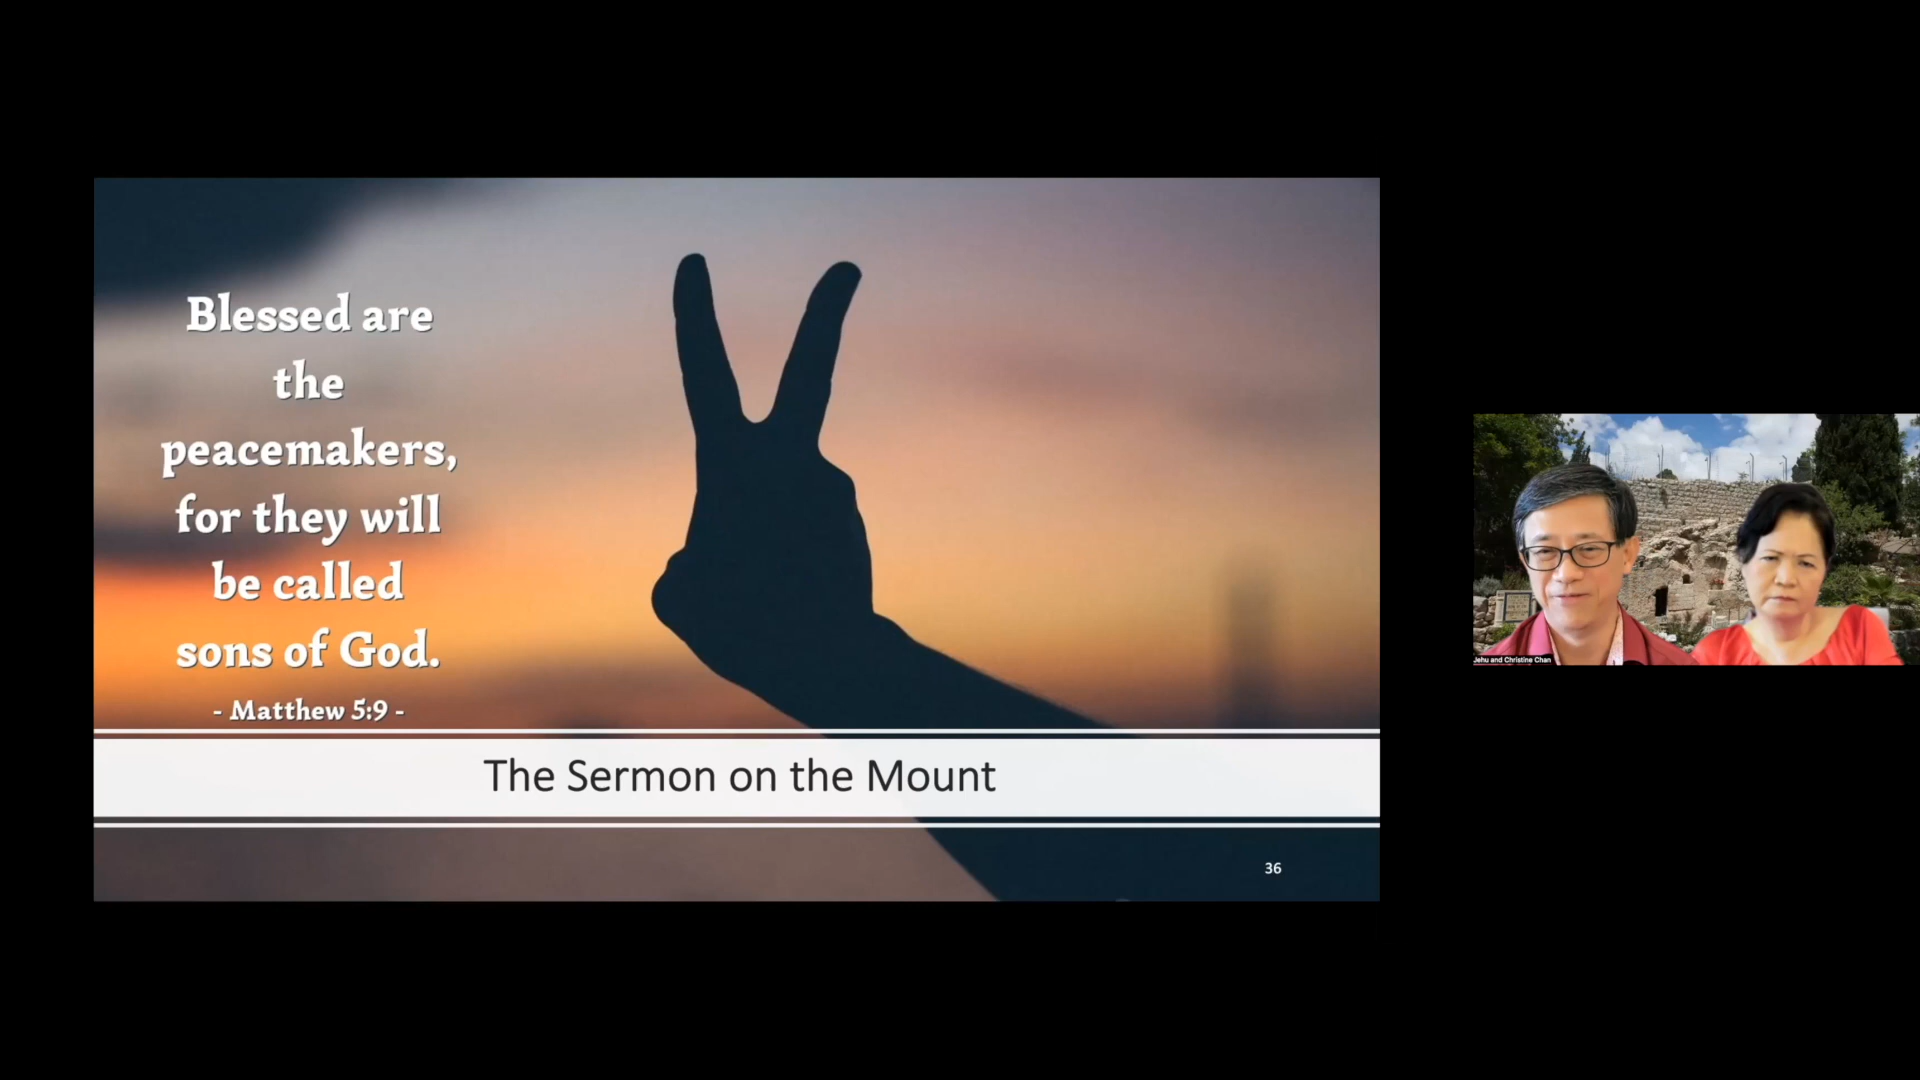 Blessed are
the
peacemakers,
for they will
be called
sons of God.
- Matthew 5:9 -
The Sermon on the Mount
36
Jehu and Christine Chan